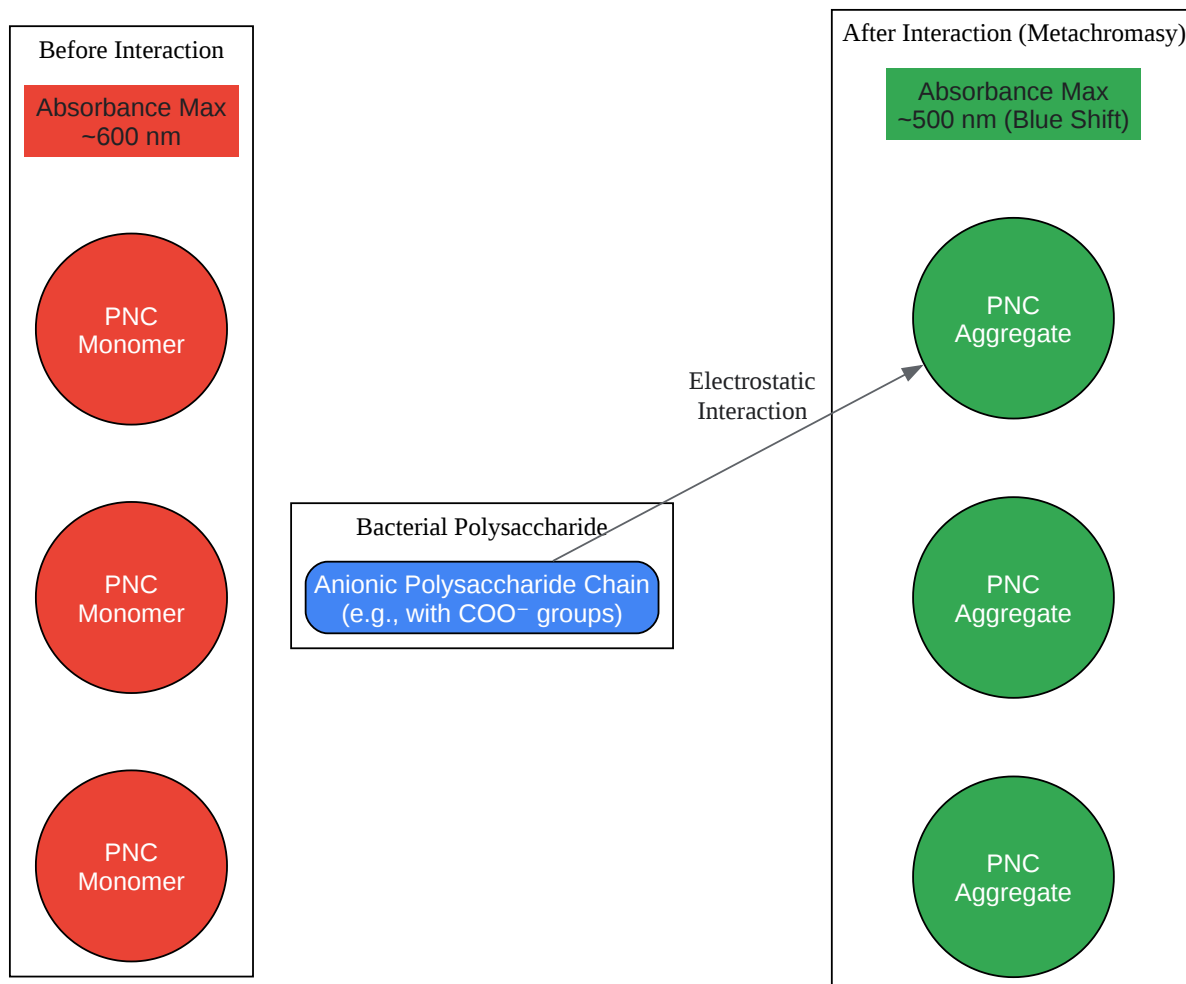 Before Interaction
Absorbance Max
~600 nm
PNC
Monomer
PNC
Monomer
PNC
Monomer
Bacterial Polysaccharide
Anionic Polysaccharide Chain
(e.g., with COO⁻ groups)
Electrostatic
Interaction
After Interaction (Metachromasy)
Absorbance Max
~500 nm (Blue Shift)
PNC
Aggregate
PNC
Aggregate
PNC
Aggregate